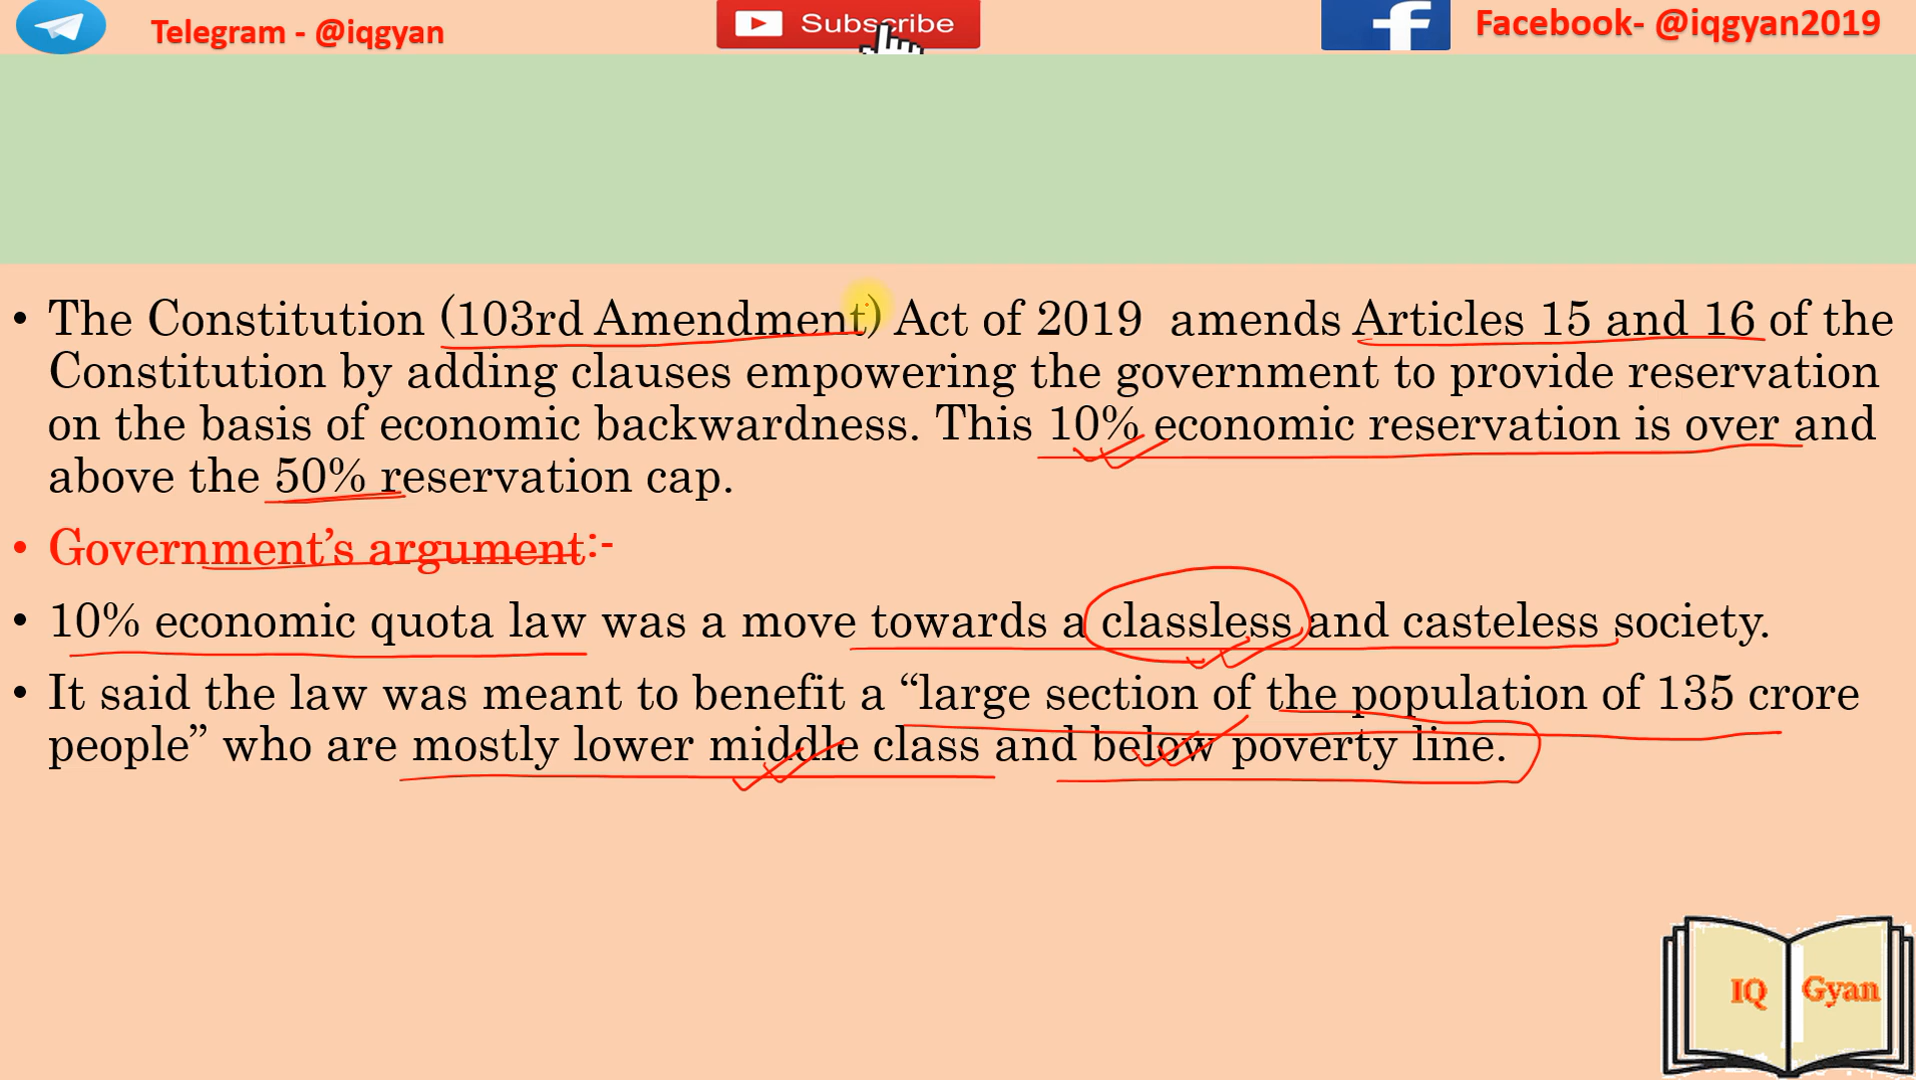 Telegram - @iqgyan
Subscribe
Facebook- @iqgyan2019
• The Constitution (103rd Amendment) Act of 2019 amends Articles 15 and 16 of the
Constitution by adding clauses empowering the government to provide reservation
on the basis of economic backwardness. This 10% economic reservation is over and
above the 50% reservation cap.
• Government’s argument:-
• 10% economic quota law was a move towards a classless and casteless society.
• It said the law was meant to benefit a “large section of the population of 135 crore
people” who are mostly lower middle class and below poverty line.
IQ Gyan